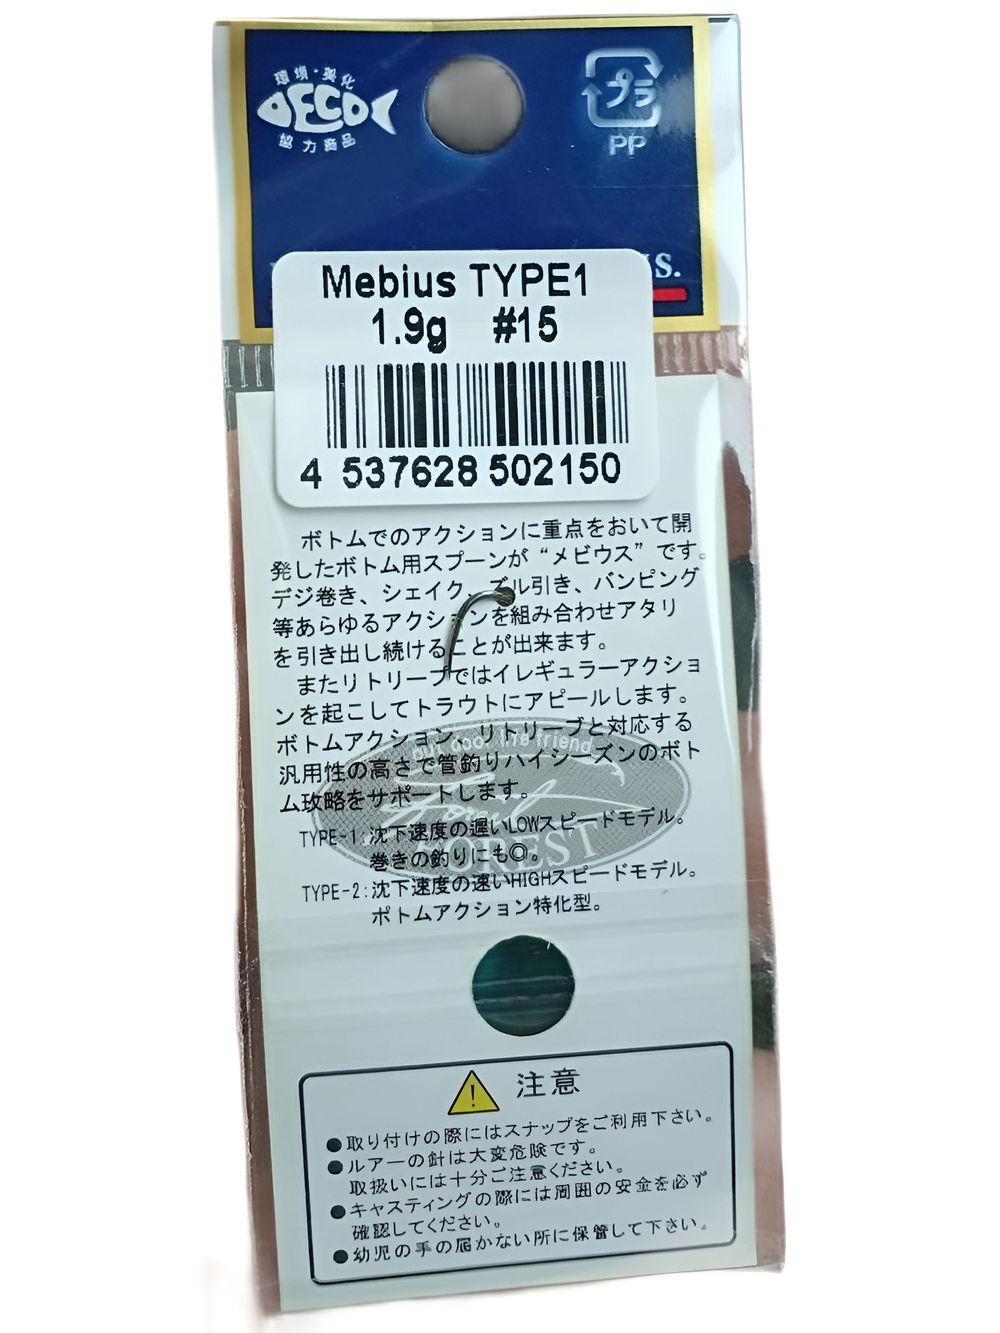 環境・美化
DECO
協力商品
プラ
PP
S.
Mebius TYPE1
1.9g #15
4 537628 502150
ボトムでのアクションに重点をおいて開
発したボトム用スプーンが“メビウス”です。
デジ巻き、シェイク、ズル引き、バンピング
等あらゆるアクションを組み合わせアタリ
を引き出し続けることが出来ます。
またリトリーブではイレギュラーアクショ
ンを起こしてトラウトにアピールします。
ボトムアクション、リトリーブと対応する
汎用性の高さで管釣りハイシーズンのボト
ム攻略をサポートします。
FOREST
TYPE-1:沈下速度の遅いLOWスピードモデル。
巻きの釣りにも◎。
TYPE-2:沈下速度の速いHIGHスピードモデル。
ボトムアクション特化型。
注意
●取り付けの際にはスナップをご利用下さい。
●ルアーの針は大変危険です。
取扱いには十分ご注意ください。
●キャスティングの際には周囲の安全を必ず
確認してください。
●幼児の手の届かない所に保管して下さい。